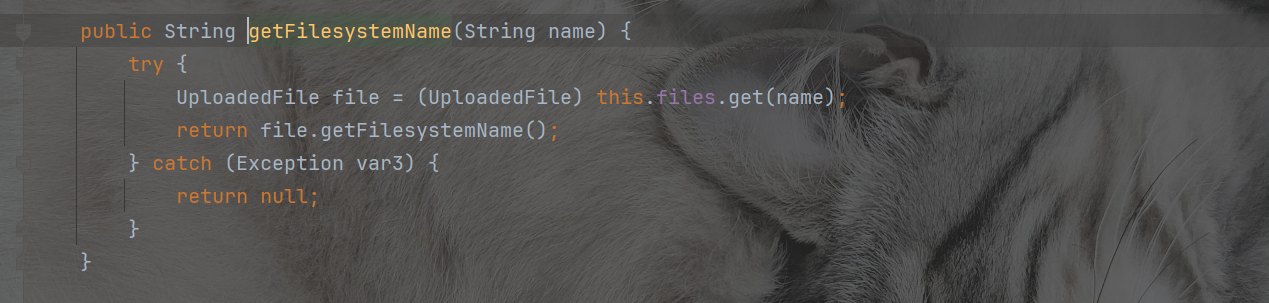 public String getFilesystemName(String name) {
try {
UploadedFile file = (UploadedFile) this.files.get(name);
return file.getFilesystemName();
} catch (Exception var3) {
return null;
}
}